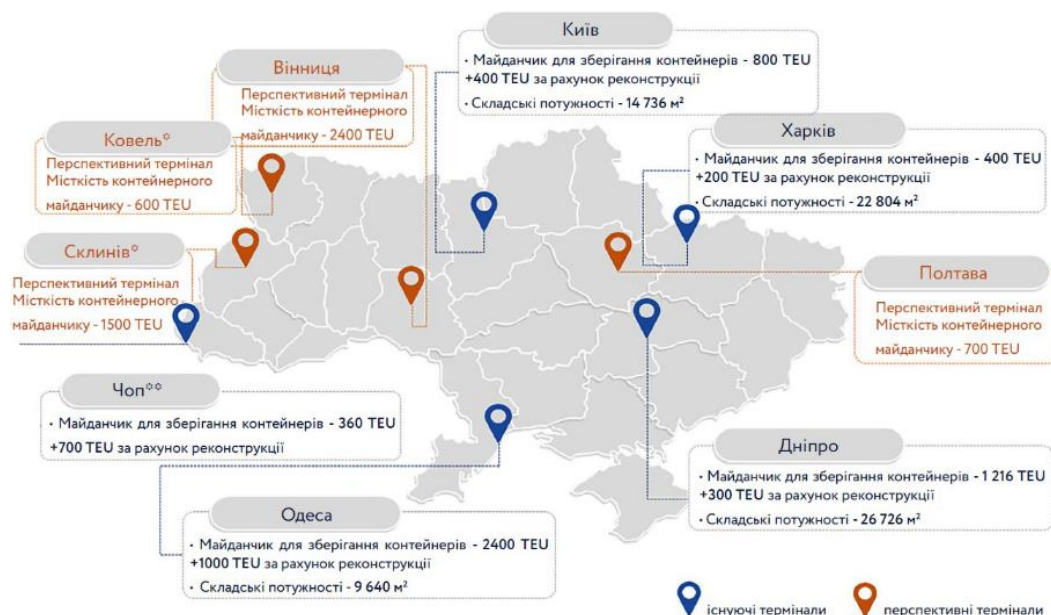 Київ
• Майданчик для зберігання контейнерів - 800 TEU
+400 TEU за рахунок реконструкції
• Складські потужності - 14 736 м²
Вінниця
Перспективний термінал
Місткість контейнерного
майданчику - 2400 TEU
Ковель*
Перспективний термінал
Місткість контейнерного
майданчику - 600 TEU
Харків
• Майданчик для зберігання контейнерів - 400 TEU
+200 TEU за рахунок реконструкції
• Складські потужності - 22 804 м²
Склинів*
Перспективний термінал
Місткість контейнерного
майданчику - 1500 TEU
Полтава
Перспективний термінал
Місткість контейнерного
майданчику - 700 TEU
Чоп**
• Майданчик для зберігання контейнерів - 360 TEU
+700 TEU за рахунок реконструкції
Дніпро
• Майданчик для зберігання контейнерів - 1 216 TEU
+300 TEU за рахунок реконструкції
• Складські потужності - 26 726 м²
Одеса
• Майданчик для зберігання контейнерів - 2400 TEU
+1000 TEU за рахунок реконструкції
• Складські потужності - 9 640 м²
існуючі термінали
перспективні термінали